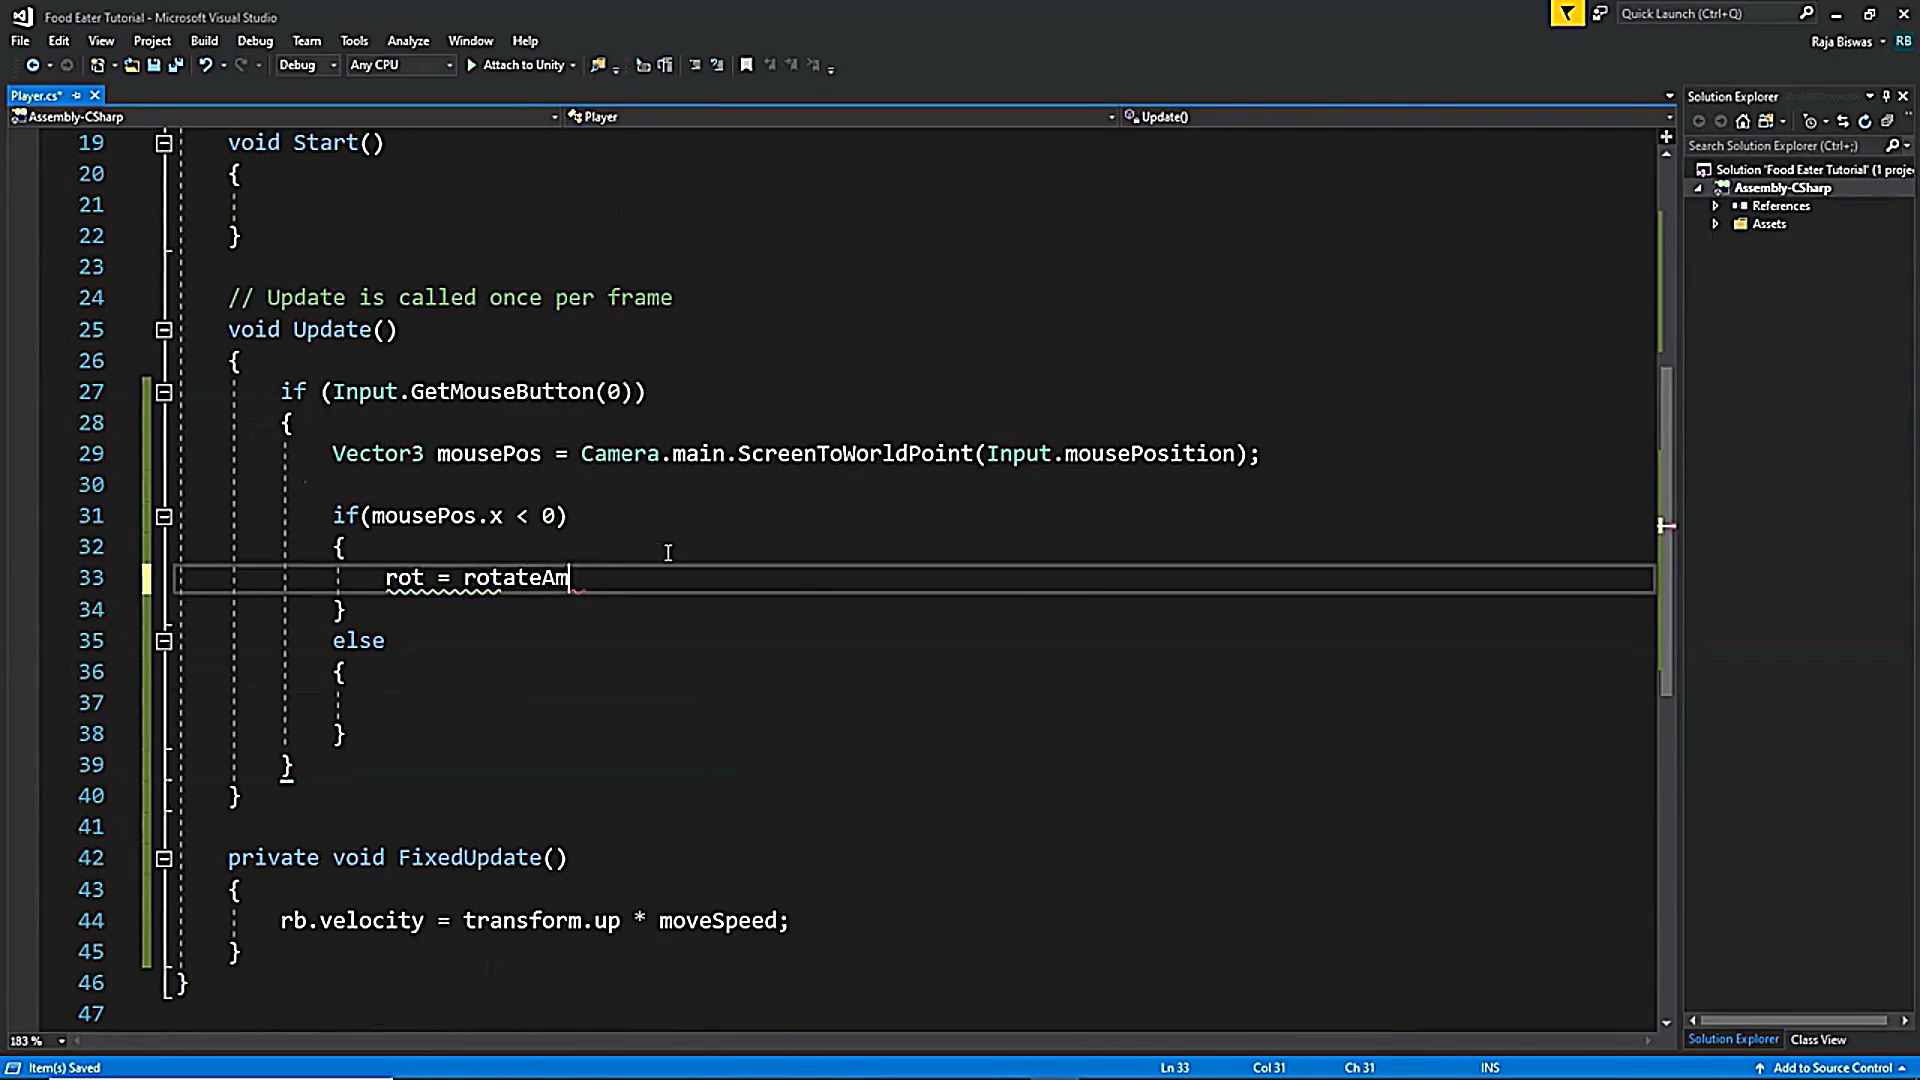 Food Eater Tutorial - Microsoft Visual Studio
Quick Launch (Ctrl+Q)
File Edit View Project Build Debug Team Tools Analyze Window Help
Raja Biswas RB
Debug Any CPU Attach to Unity
Player.cs*
Solution Explorer
Assembly-CSharp Player Update()
Search Solution Explorer (Ctrl+;)
Solution 'Food Eater Tutorial' (1 proje
Assembly-CSharp
References
Assets
19 void Start()
20 {
21
22 }
23
24 // Update is called once per frame
25 void Update()
26 {
27 if (Input.GetMouseButton(0))
28 {
29 Vector3 mousePos = Camera.main.ScreenToWorldPoint(Input.mousePosition);
30
31 if(mousePos.x < 0)
32 {
33 rot = rotateAm
34 }
35 else
36 {
37
38 }
39 }
40 }
41
42 private void FixedUpdate()
43 {
44 rb.velocity = transform.up * moveSpeed;
45 }
46 }
47
183 %
Solution Explorer Class View
Item(s) Saved Ln 33 Col 31 Ch 31 INS Add to Source Control